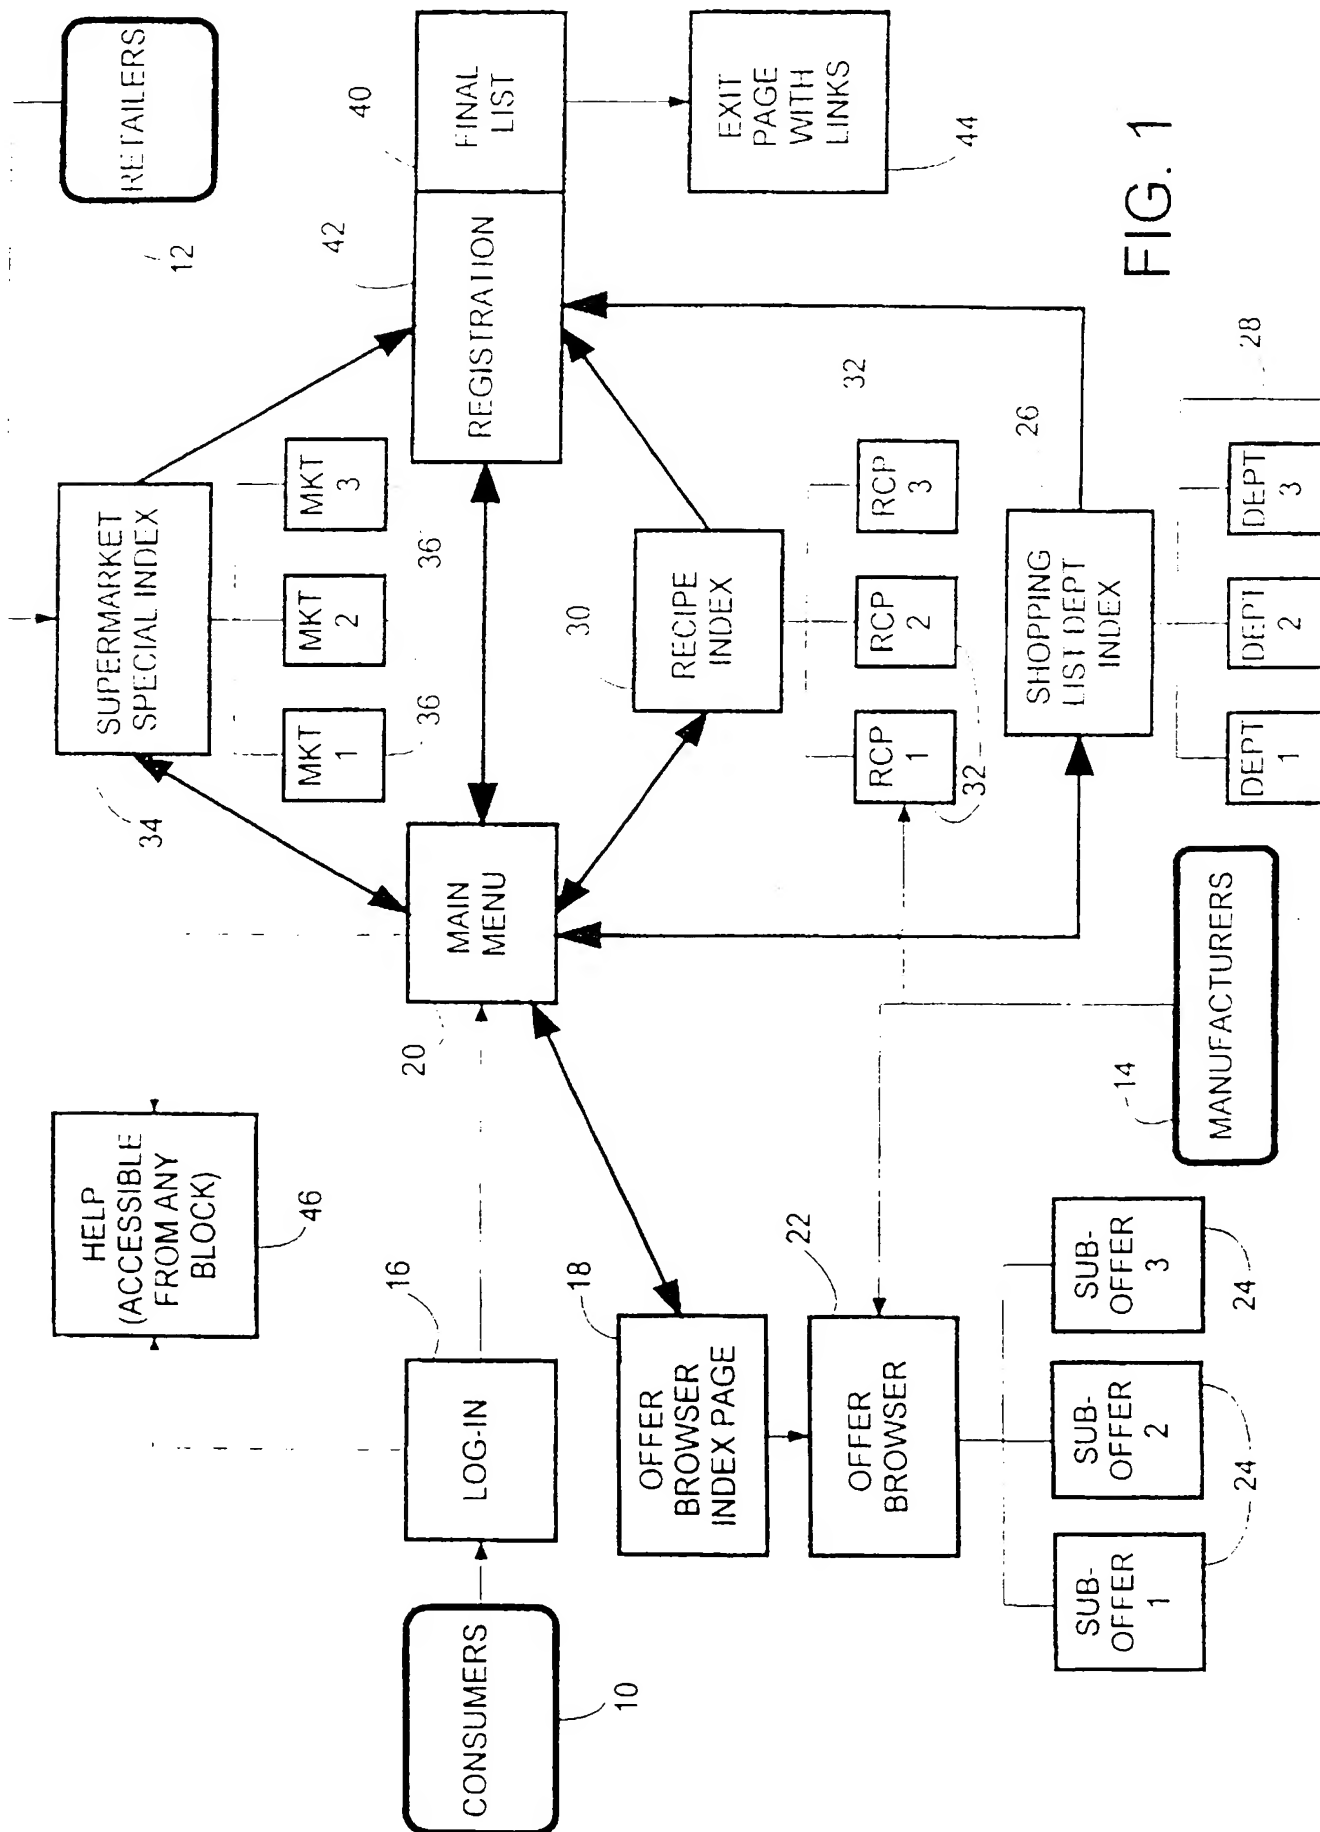 RETAILERS
12
SUPERMARKET
SPECIAL INDEX
34
MKT
1
MKT
2
MKT
3
36
36
HELP
(ACCESSIBLE
FROM ANY
BLOCK)
46
CONSUMERS
10
LOG-IN
16
MAIN
MENU
20
REGISTRATION
42
FINAL
LIST
40
EXIT
PAGE
WITH
LINKS
44
OFFER
BROWSER
INDEX PAGE
18
RECIPE
INDEX
30
OFFER
BROWSER
22
RCP
1
RCP
2
RCP
3
32
32
SUB-
OFFER
1
SUB-
OFFER
2
SUB-
OFFER
3
24
24
SHOPPING
LIST DEPT
INDEX
26
MANUFACTURERS
14
DEPT
1
DEPT
2
DEPT
3
28
FIG. 1